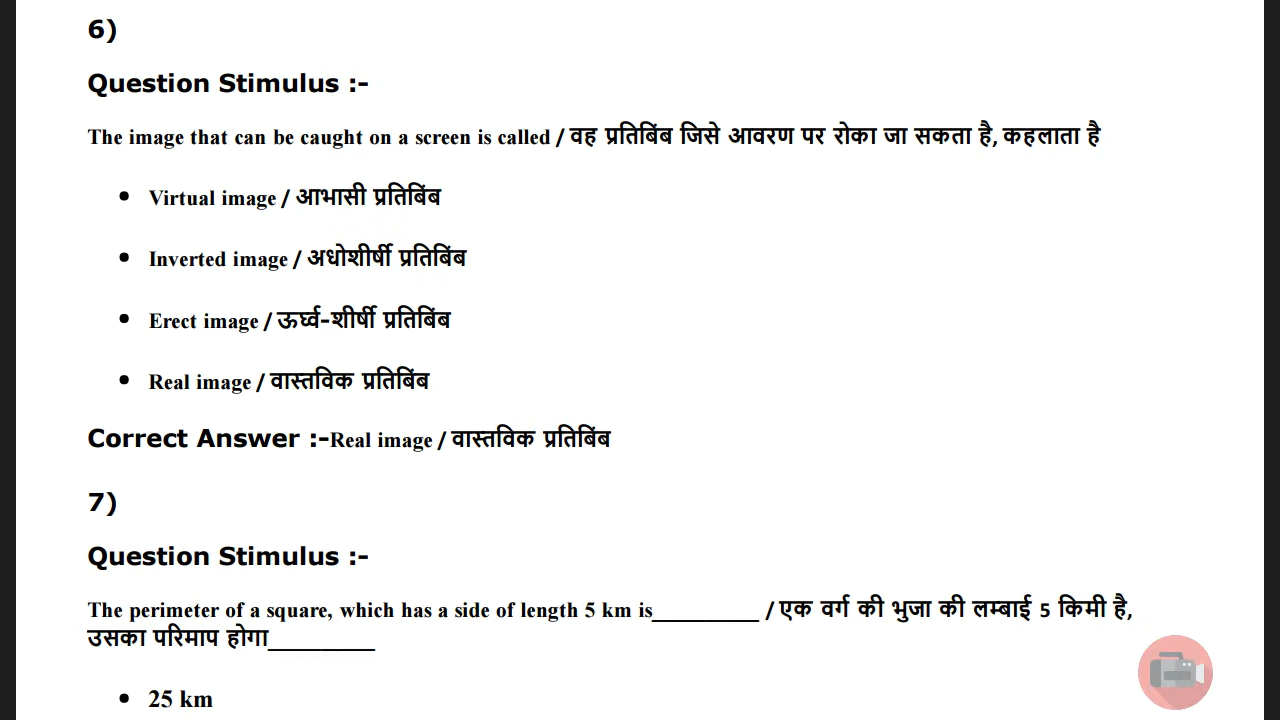 6)
Question Stimulus :-
The image that can be caught on a screen is called / वह प्रतिबिंब जिसे आवरण पर रोका जा सकता है, कहलाता है
• Virtual image / आभासी प्रतिबिंब
• Inverted image / अधोशीर्षी प्रतिबिंब
• Erect image / ऊर्घ्व-शीर्षी प्रतिबिंब
• Real image / वास्तविक प्रतिबिंब
Correct Answer :-Real image / वास्तविक प्रतिबिंब
7)
Question Stimulus :-
The perimeter of a square, which has a side of length 5 km is__________ / एक वर्ग की भुजा की लम्बाई 5 किमी है,
उसका परिमाप होगा__________
• 25 km